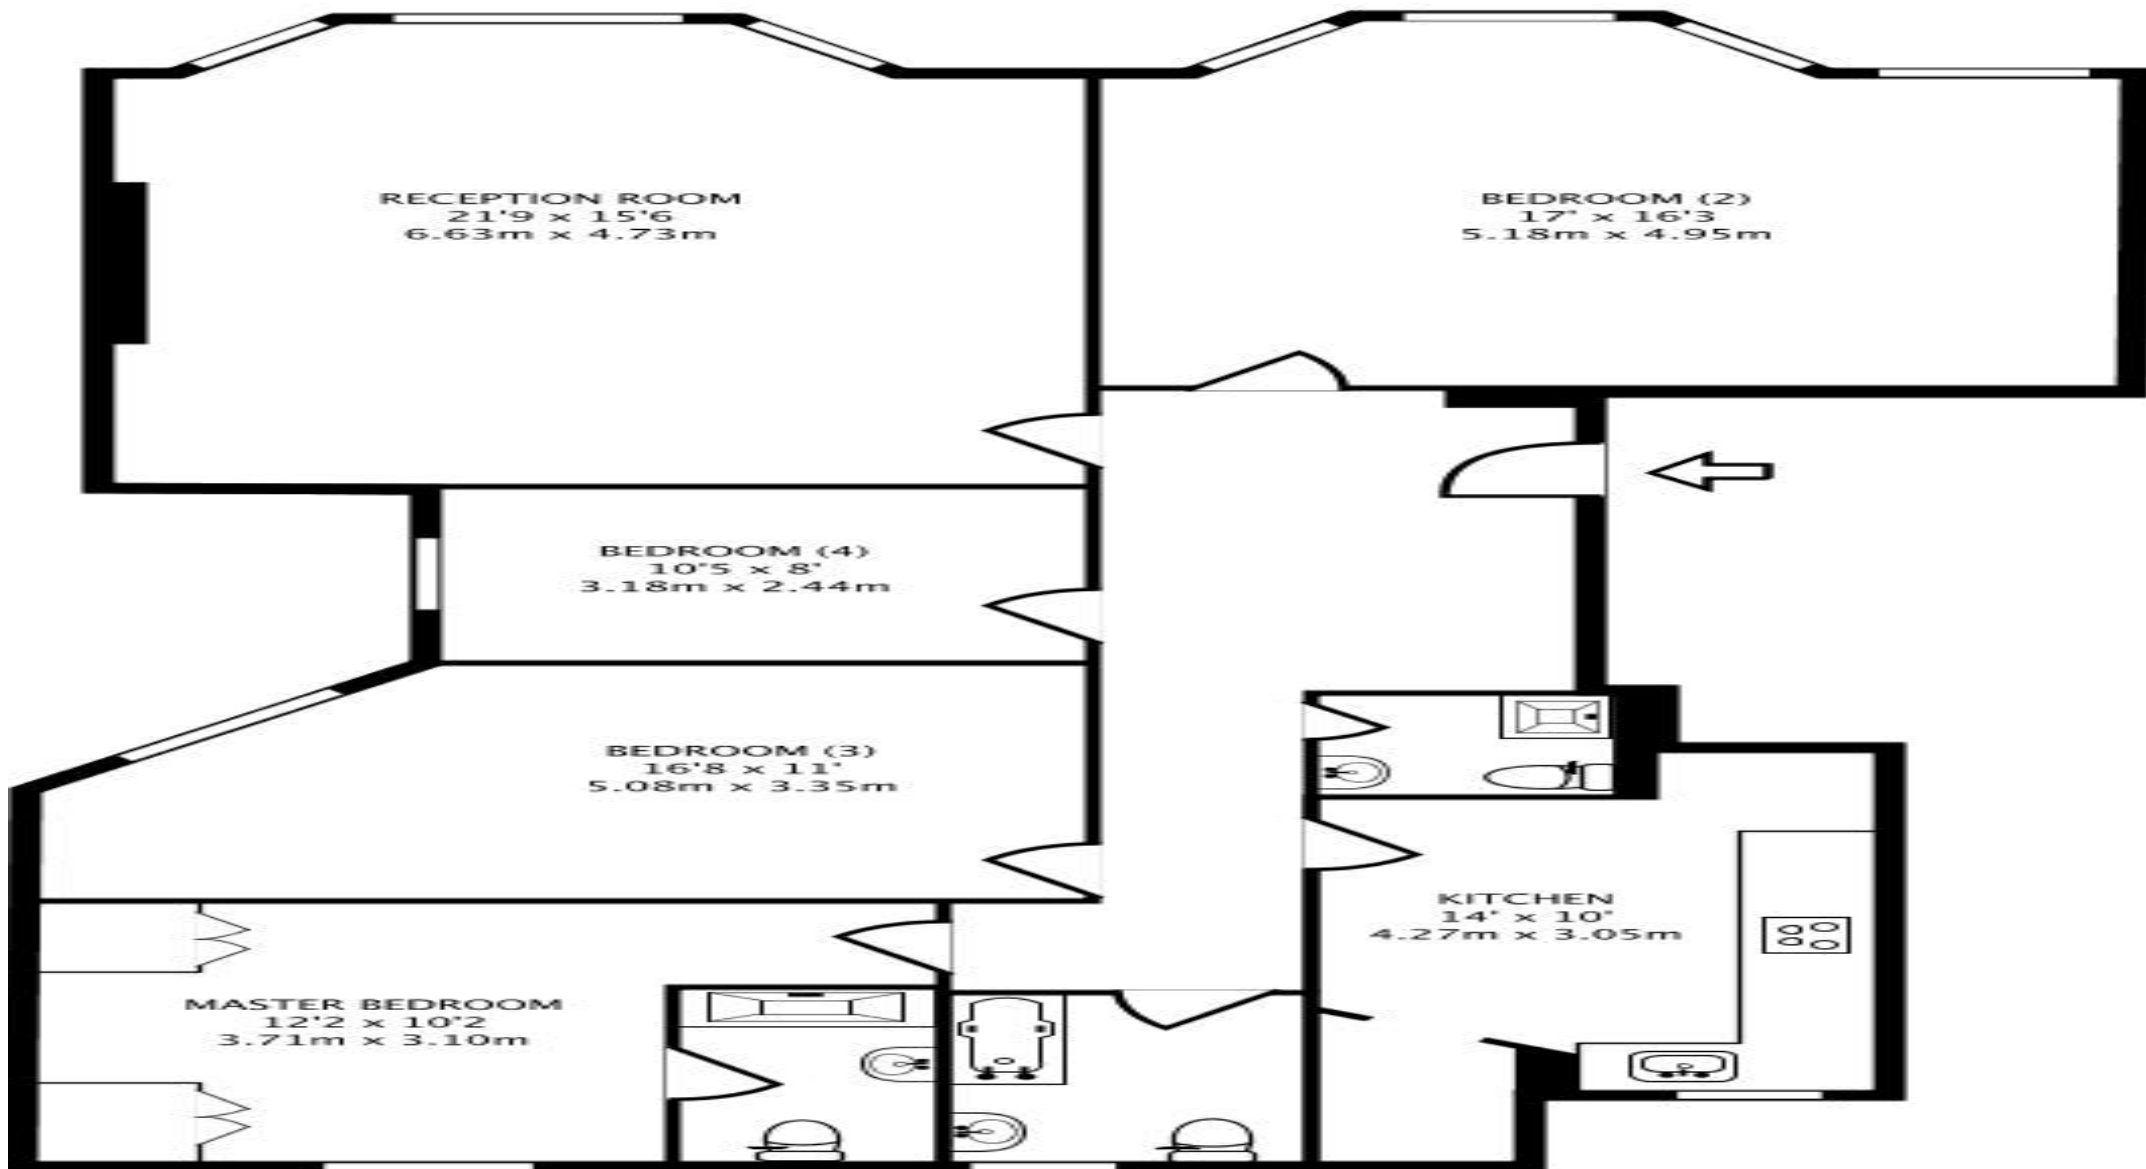 RECEPTION ROOM
21'9 x 15'6
6.63m x 4.73m
BEDROOM (2)
17' x 16'3
5.18m x 4.95m
BEDROOM (4)
10'5 x 8'
3.18m x 2.44m
BEDROOM (3)
16'8 x 11'
5.08m x 3.35m
KITCHEN
14' x 10'
4.27m x 3.05m
MASTER BEDROOM
12'2 x 10'2
3.71m x 3.10m